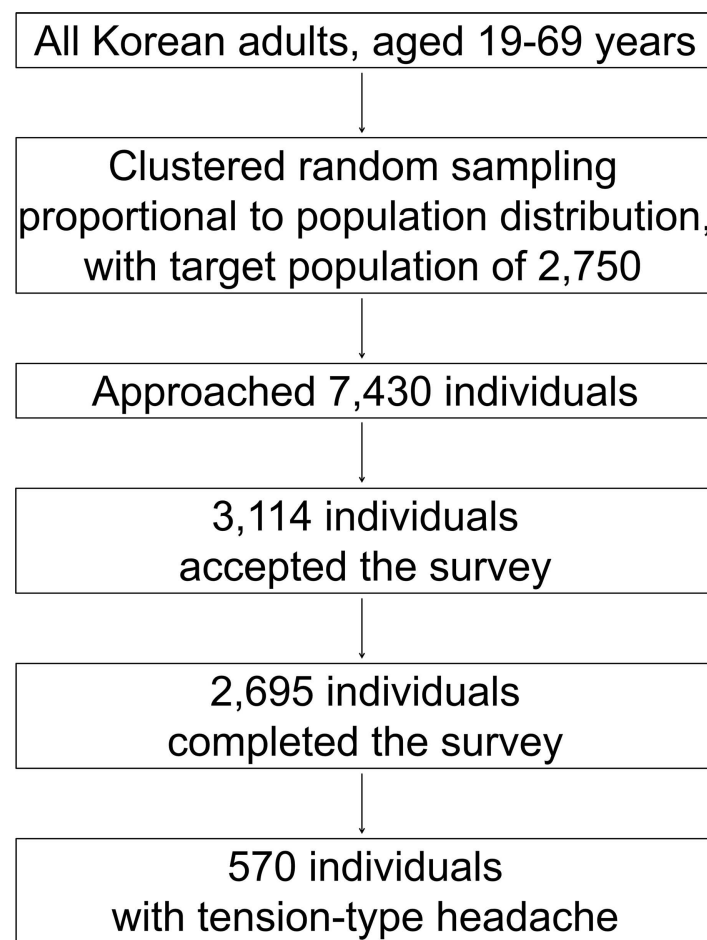 All Korean adults, aged 19-69 years
Clustered random sampling
proportional to population distribution,
with target population of 2,750
Approached 7,430 individuals
3,114 individuals
accepted the survey
2,695 individuals
completed the survey
570 individuals
with tension-type headache